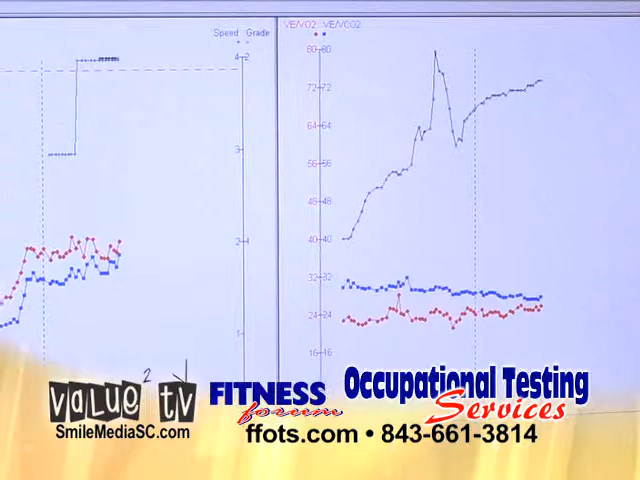 Speed Grade
VE/VO2 VE/VCO2
4 2
80 80
72 72
64 64
56 56
3
48 48
2 4
40 40
32 32
24 24
16 16
value 2 tv
SmileMediaSC.com
FITNESS
forum
Occupational Testing
Services
ffots.com • 843-661-3814